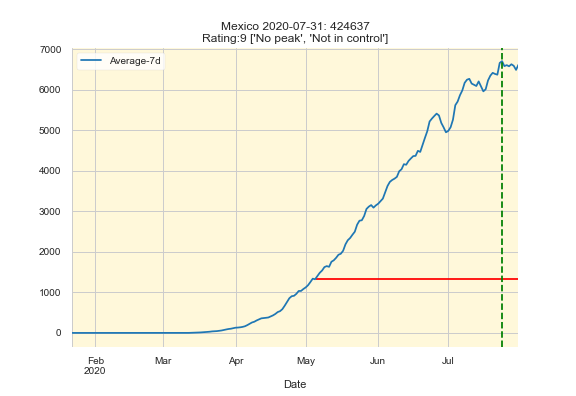 Mexico 2020-07-31: 424637
Rating:9 ['No peak', 'Not in control']
7000
Average-7d
6000
5000
4000
3000
2000
1000
0
Feb Mar Apr May Jun Jul
2020
Date